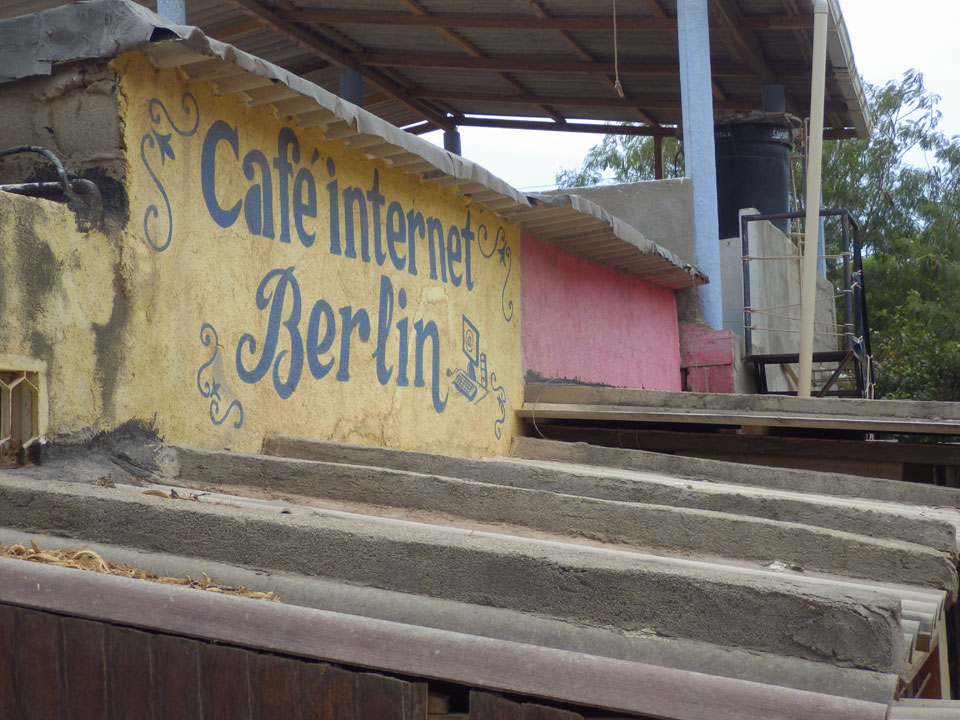 Café internet
Berlin